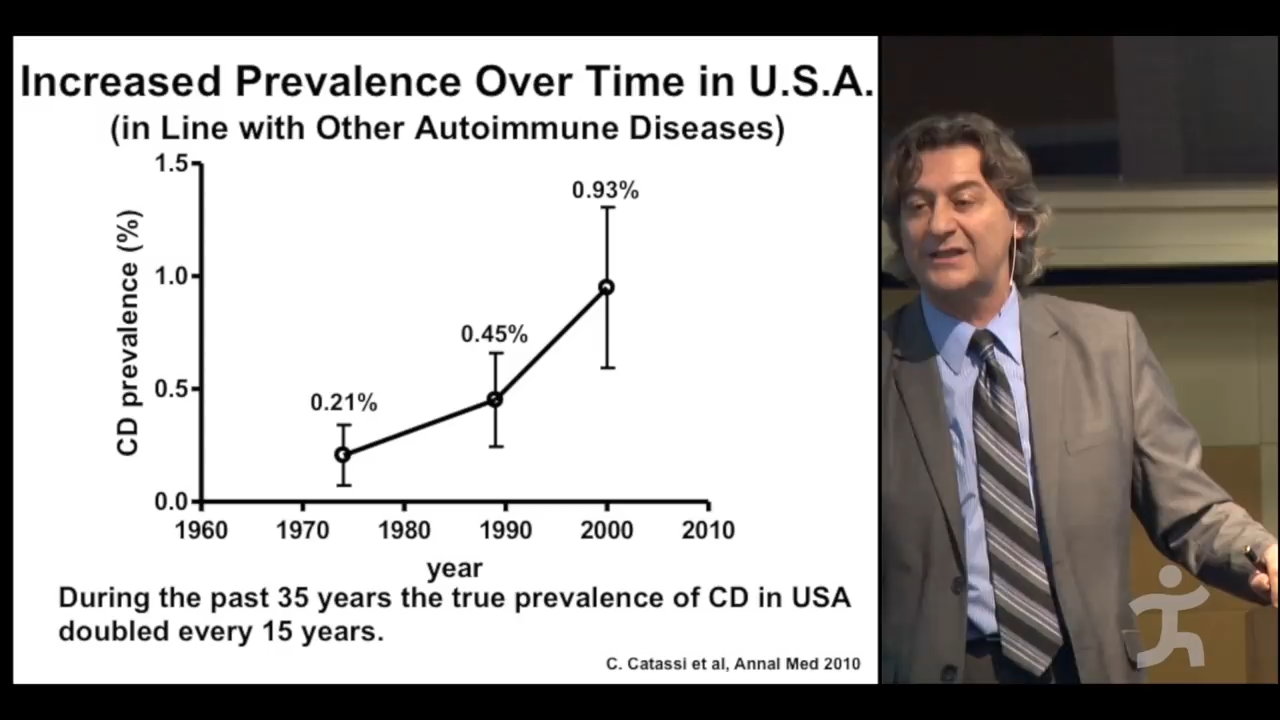 Increased Prevalence Over Time in U.S.A.
(in Line with Other Autoimmune Diseases)
CD prevalence (%)
1.5
1.0
0.5
0.0
0.21%
0.45%
0.93%
1960 1970 1980 1990 2000 2010
year
During the past 35 years the true prevalence of CD in USA
doubled every 15 years.
C. Catassi et al, Annal Med 2010